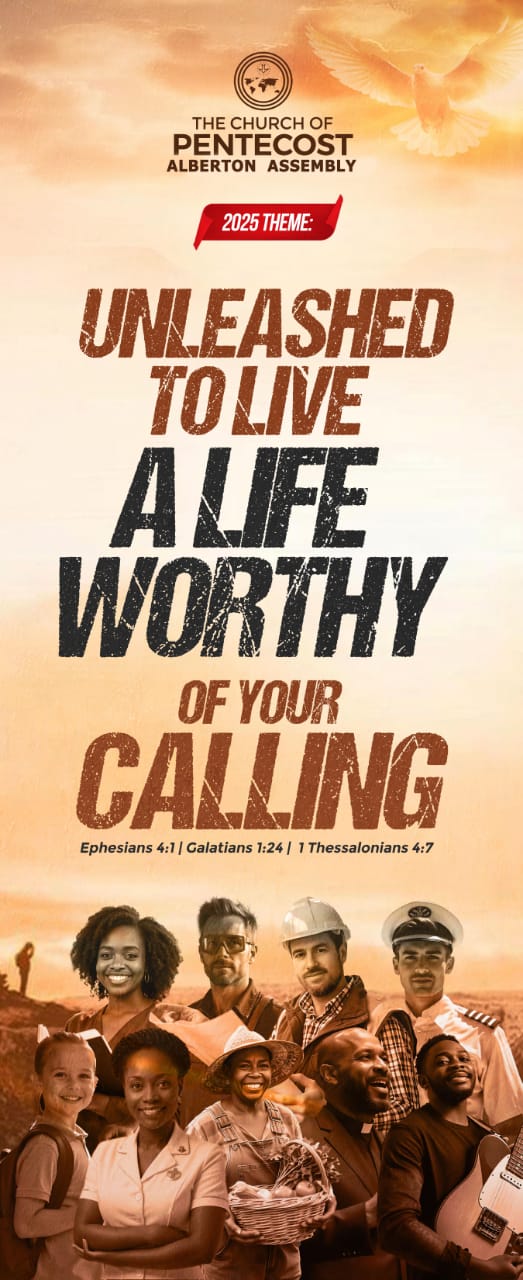 THE CHURCH OF
PENTECOST
ALBERTON ASSEMBLY
2025 THEME:
UNLEASHED
TO LIVE
A LIFE
WORTHY
OF YOUR
CALLING
Ephesians 4:1 | Galatians 1:24 | 1 Thessalonians 4:7